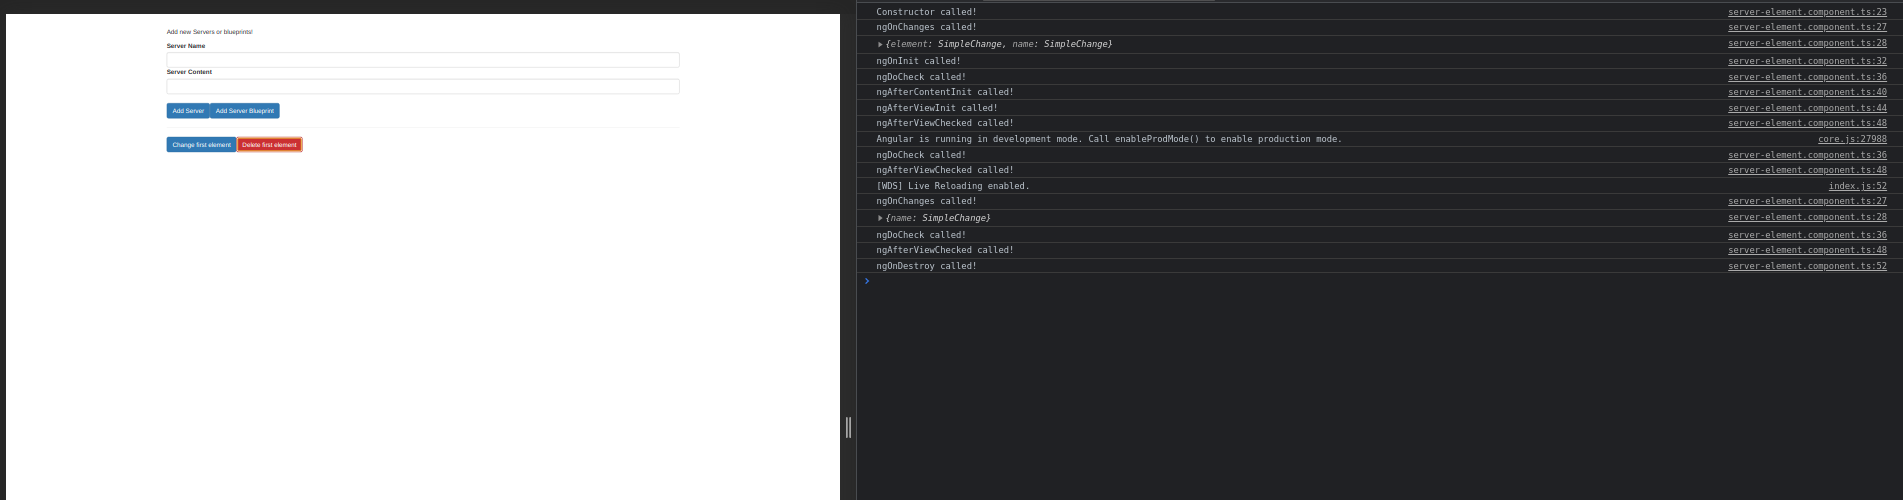 Add new Servers or blueprints!
Server Name
Server Content
Add Server Add Server Blueprint
Change first element Delete first element
Constructor called! server-element.component.ts:23
ngOnChanges called! server-element.component.ts:27
{element: SimpleChange, name: SimpleChange} server-element.component.ts:28
ngOnInit called! server-element.component.ts:32
ngDoCheck called! server-element.component.ts:36
ngAfterContentInit called! server-element.component.ts:40
ngAfterViewInit called! server-element.component.ts:44
ngAfterViewChecked called! server-element.component.ts:48
Angular is running in development mode. Call enableProdMode() to enable production mode. core.js:27988
ngDoCheck called! server-element.component.ts:36
ngAfterViewChecked called! server-element.component.ts:48
[WDS] Live Reloading enabled. index.js:52
ngOnChanges called! server-element.component.ts:27
{name: SimpleChange} server-element.component.ts:28
ngDoCheck called! server-element.component.ts:36
ngAfterViewChecked called! server-element.component.ts:48
ngOnDestroy called! server-element.component.ts:52